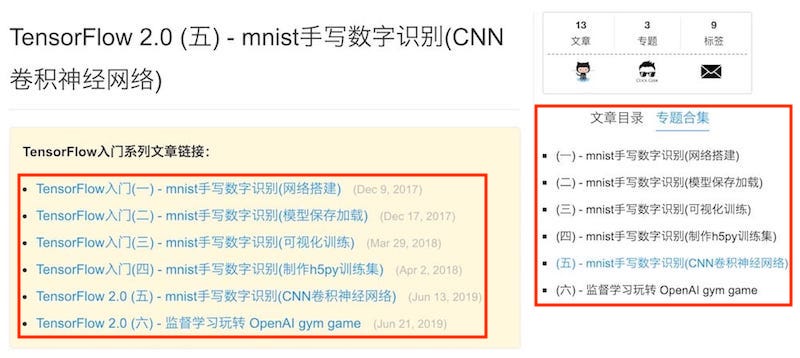 TensorFlow 2.0 (五) - mnist手写数字识别(CNN
卷积神经网络)
TensorFlow入门系列文章链接：
TensorFlow入门(一) - mnist手写数字识别(网络搭建) (Dec 9, 2017)
TensorFlow入门(二) - mnist手写数字识别(模型保存加载) (Dec 17, 2017)
TensorFlow入门(三) - mnist手写数字识别(可视化训练) (Mar 29, 2018)
TensorFlow入门(四) - mnist手写数字识别(制作h5py训练集) (Apr 2, 2018)
TensorFlow 2.0 (五) - mnist手写数字识别(CNN卷积神经网络) (Jun 13, 2019)
TensorFlow 2.0 (六) - 监督学习玩转 OpenAI gym game (Jun 21, 2019)
13 3 9
文章 专题 标签
COOL GEEK
文章目录 专题合集
(一) - mnist手写数字识别(网络搭建)
(二) - mnist手写数字识别(模型保存加载)
(三) - mnist手写数字识别(可视化训练)
(四) - mnist手写数字识别(制作h5py训练集)
(五) - mnist手写数字识别(CNN卷积神经网络)
(六) - 监督学习玩转 OpenAI gym game